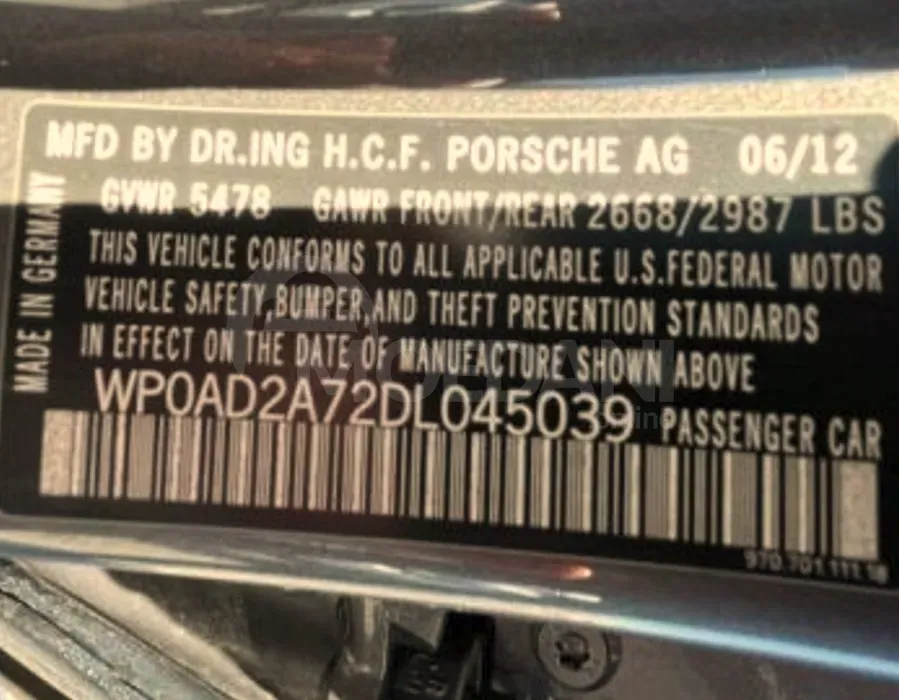 MFD BY DR.ING H.C.F. PORSCHE AG 06/12
GVWR 5478 GAWR FRONT/REAR 2668/2987 LBS
THIS VEHICLE CONFORMS TO ALL APPLICABLE U.S.FEDERAL MOTOR
VEHICLE SAFETY,BUMPER,AND THEFT PREVENTION STANDARDS
IN EFFECT ON THE DATE OF MANUFACTURE SHOWN ABOVE
WP0AD2A72DL045039 PASSENGER CAR
MADE IN GERMANY